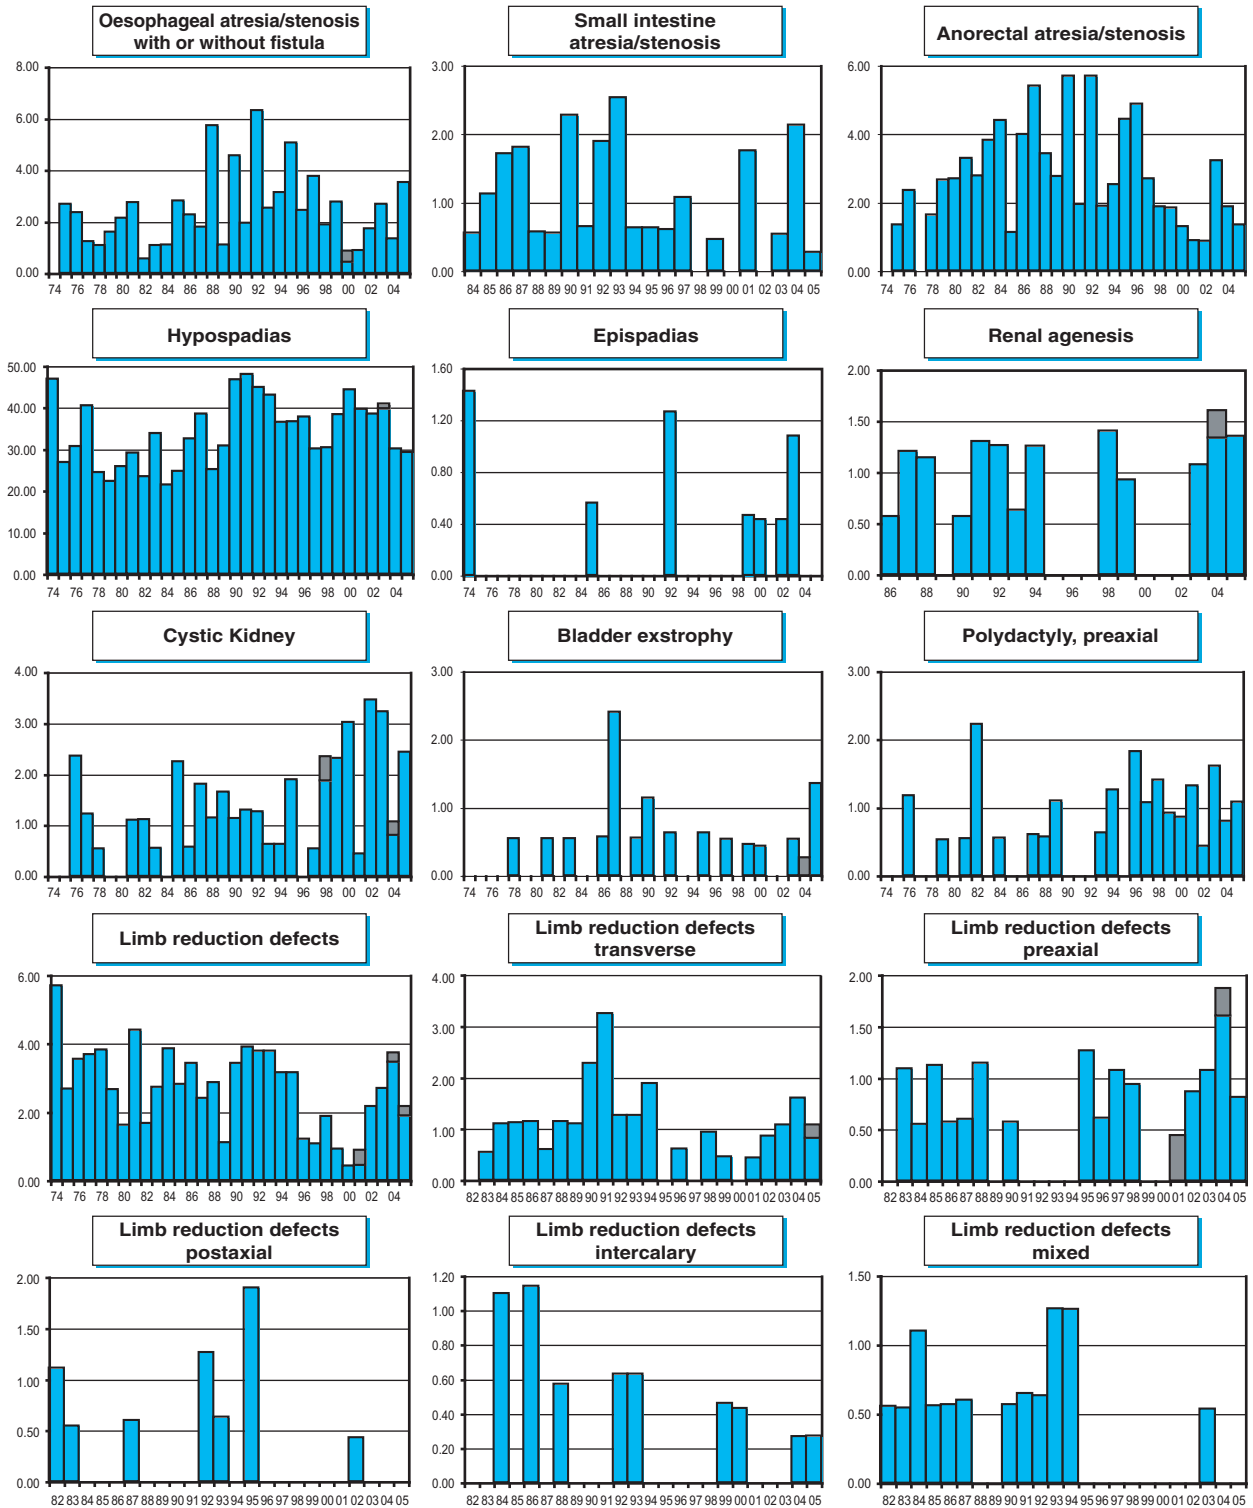 Oesophageal atresia/stenosis
with or without fistula
8.00
6.00
4.00
2.00
0.00
74 76 78 80 82 84 86 88 90 92 94 96 98 00 02 04
Small intestine
atresia/stenosis
3.00
2.00
1.00
0.00
84 85 86 87 88 89 90 91 92 93 94 95 96 97 98 99 00 01 02 03 04 05
Anorectal atresia/stenosis
6.00
4.00
2.00
0.00
74 76 78 80 82 84 86 88 90 92 94 96 98 00 02 04
Hypospadias
50.00
40.00
30.00
20.00
10.00
0.00
74 76 78 80 82 84 86 88 90 92 94 96 98 00 02 04
Epispadias
1.60
1.20
0.80
0.40
0.00
74 76 78 80 82 84 86 88 90 92 94 96 98 00 02 04
Renal agenesis
2.00
1.50
1.00
0.50
0.00
86 88 90 92 94 96 98 00 02 04
Cystic Kidney
4.00
3.00
2.00
1.00
0.00
74 76 78 80 82 84 86 88 90 92 94 96 98 00 02 04
Bladder exstrophy
3.00
2.00
1.00
0.00
74 76 78 80 82 84 86 88 90 92 94 96 98 00 02 04
Polydactyly, preaxial
3.00
2.00
1.00
0.00
74 76 78 80 82 84 86 88 90 92 94 96 98 00 02 04
Limb reduction defects
6.00
4.00
2.00
0.00
74 76 78 80 82 84 86 88 90 92 94 96 98 00 02 04
Limb reduction defects
transverse
4.00
3.00
2.00
1.00
0.00
82 83 84 85 86 87 88 89 90 91 92 93 94 95 96 97 98 99 00 01 02 03 04 05
Limb reduction defects
preaxial
2.00
1.50
1.00
0.50
0.00
82 83 84 85 86 87 88 89 90 91 92 93 94 95 96 97 98 99 00 01 02 03 04 05
Limb reduction defects
postaxial
2.00
1.50
1.00
0.50
0.00
82 83 84 85 86 87 88 89 90 91 92 93 94 95 96 97 98 99 00 01 02 03 04 05
Limb reduction defects
intercalary
1.20
1.00
0.80
0.60
0.40
0.20
0.00
82 83 84 85 86 87 88 89 90 91 92 93 94 95 96 97 98 99 00 01 02 03 04 05
Limb reduction defects
mixed
1.50
1.00
0.50
0.00
82 83 84 85 86 87 88 89 90 91 92 93 94 95 96 97 98 99 00 01 02 03 04 05